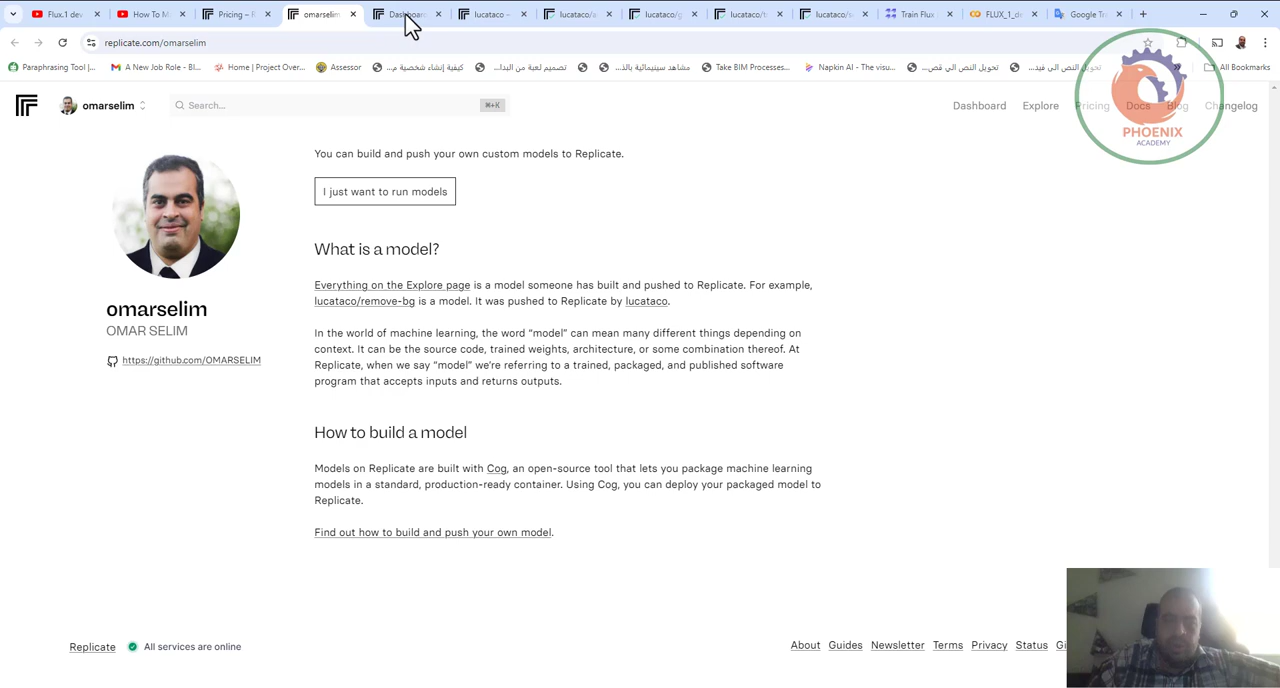 Flux.1 dev
How To M
Pricing – R
omarselim
Dashboard
lucataco –
lucataco/a
lucataco/g
lucataco/t
lucataco/
Train Flux
FLUX_1_de
Google Tra
replicate.com/omarselim
Paraphrasing Tool |...
A New Job Role - Bl...
Home | Project Over...
Assessor
كيفية إنشاء شخصية م...
تصميم لعبة من البدا...
مشاهد سينيمائية بالذ...
Take BIM Processes...
Napkin AI - The visu...
تحويل النص الي قص...
تحويل النص إلى فيد...
All Bookmarks
omarselim
Search...
⌘+K
Dashboard
Explore
Pricing
Docs
Blog
Changelog
PHOENIX
ACADEMY
You can build and push your own custom models to Replicate.
I just want to run models
What is a model?
Everything on the Explore page is a model someone has built and pushed to Replicate. For example,
lucataco/remove-bg is a model. It was pushed to Replicate by lucataco.
In the world of machine learning, the word “model” can mean many different things depending on
context. It can be the source code, trained weights, architecture, or some combination thereof. At
Replicate, when we say “model” we’re referring to a trained, packaged, and published software
program that accepts inputs and returns outputs.
omarselim
OMAR SELIM
https://github.com/OMARSELIM
How to build a model
Models on Replicate are built with Cog, an open-source tool that lets you package machine learning
models in a standard, production-ready container. Using Cog, you can deploy your packaged model to
Replicate.
Find out how to build and push your own model.
Replicate
All services are online
About
Guides
Newsletter
Terms
Privacy
Status
Gi